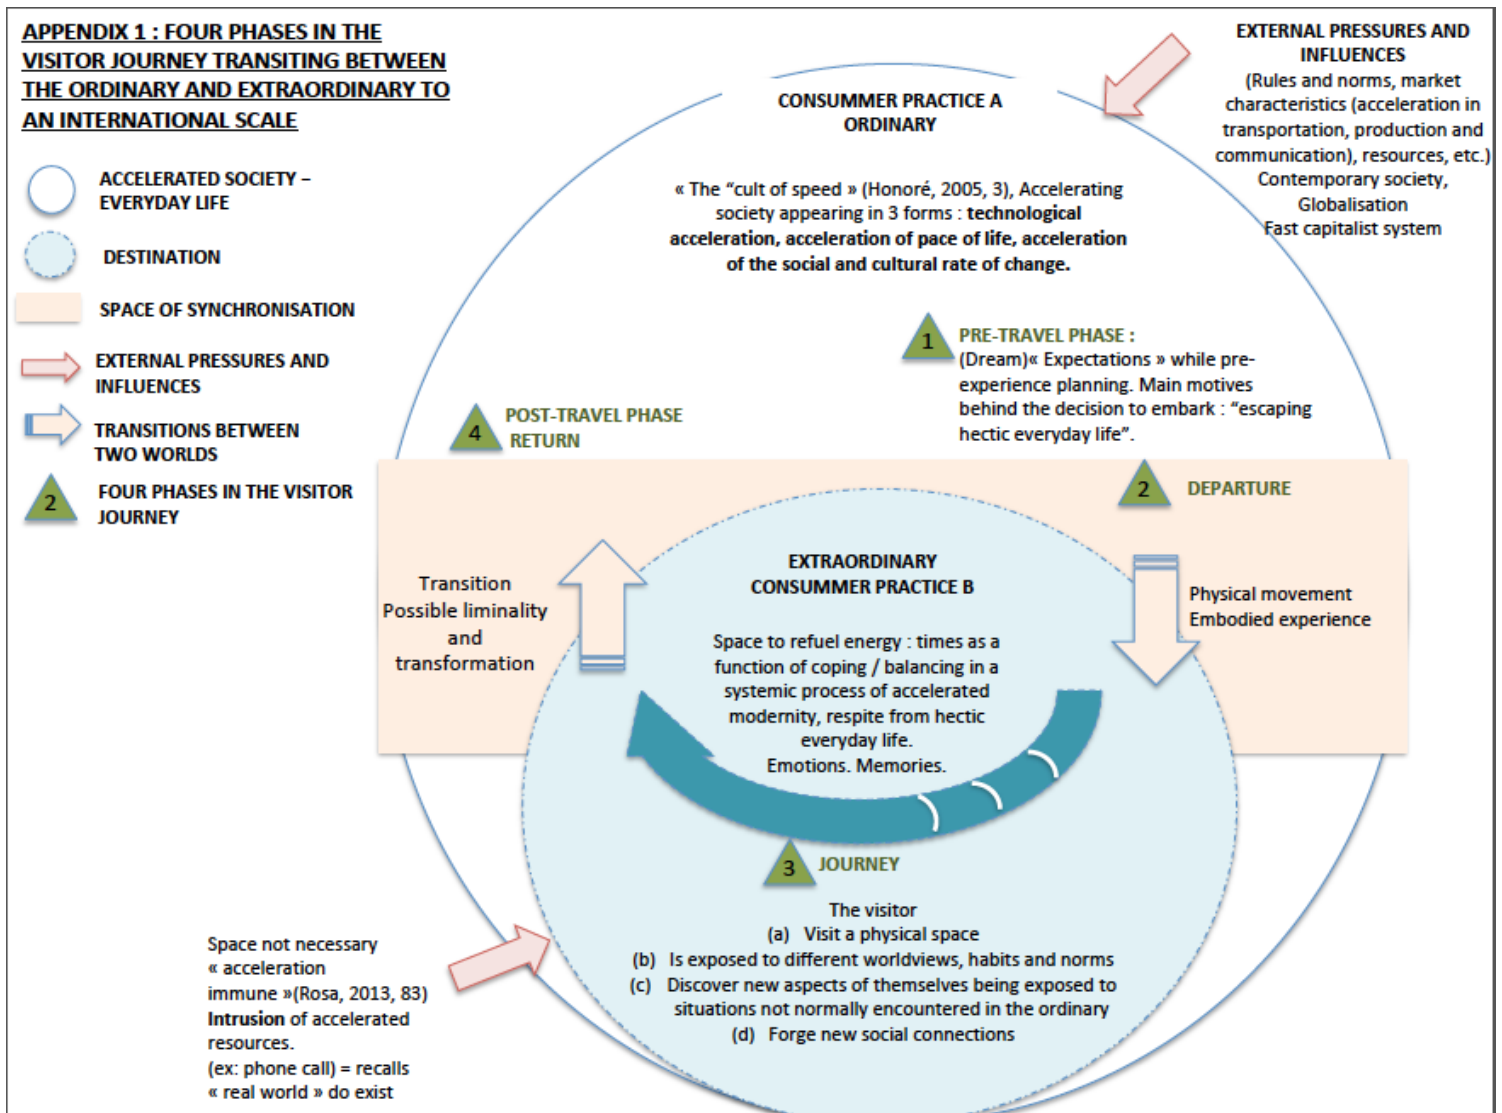 APPENDIX 1 : FOUR PHASES IN THE
VISITOR JOURNEY TRANSITING BETWEEN
THE ORDINARY AND EXTRAORDINARY TO
AN INTERNATIONAL SCALE
ACCELERATED SOCIETY –
EVERYDAY LIFE
DESTINATION
SPACE OF SYNCHRONISATION
EXTERNAL PRESSURES AND
INFLUENCES
TRANSITIONS BETWEEN
TWO WORLDS
2
FOUR PHASES IN THE VISITOR
JOURNEY
EXTERNAL PRESSURES AND
INFLUENCES
(Rules and norms, market
characteristics (acceleration in
transportation, production and
communication), resources, etc.)
Contemporary society,
Globalisation
Fast capitalist system
CONSUMMER PRACTICE A
ORDINARY
« The “cult of speed » (Honoré, 2005, 3), Accelerating
society appearing in 3 forms : technological
acceleration, acceleration of pace of life, acceleration
of the social and cultural rate of change.
1
PRE-TRAVEL PHASE :
(Dream)« Expectations » while pre-
experience planning. Main motives
behind the decision to embark : “escaping
hectic everyday life”.
4
POST-TRAVEL PHASE
RETURN
2
DEPARTURE
Transition
Possible liminality
and
transformation
EXTRAORDINARY
CONSUMMER PRACTICE B
Space to refuel energy : times as a
function of coping / balancing in a
systemic process of accelerated
modernity, respite from hectic
everyday life.
Emotions. Memories.
Physical movement
Embodied experience
3
JOURNEY
The visitor
(a) Visit a physical space
(b) Is exposed to different worldviews, habits and norms
(c) Discover new aspects of themselves being exposed to
situations not normally encountered in the ordinary
(d) Forge new social connections
Space not necessary
« acceleration
immune »(Rosa, 2013, 83)
Intrusion of accelerated
resources.
(ex: phone call) = recalls
« real world » do exist